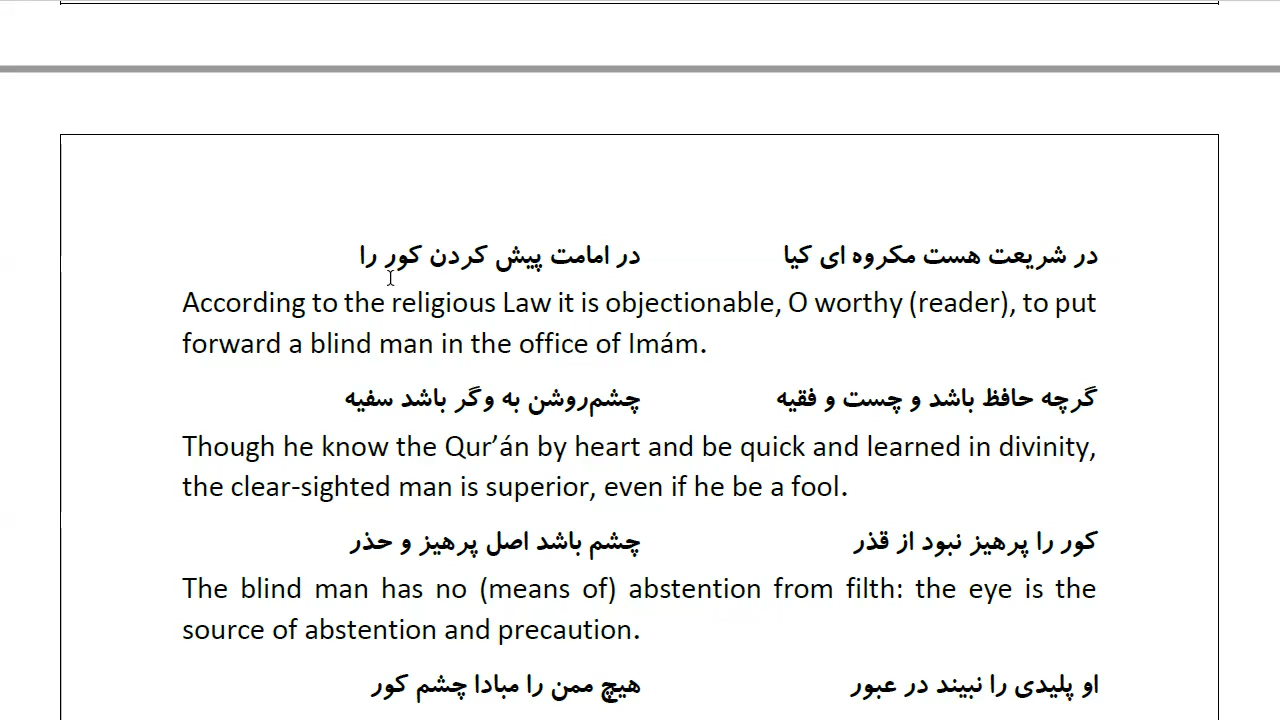 در شریعت هست مکروه ای کیا در امامت پیش کردن کور را
According to the religious Law it is objectionable, O worthy (reader), to put
forward a blind man in the office of Imám.
گرچه حافظ باشد و چست و فقیه چشم‌روشن به وگر باشد سفیه
Though he know the Qur’án by heart and be quick and learned in divinity,
the clear-sighted man is superior, even if he be a fool.
کور را پرهیز نبود از قذر چشم باشد اصل پرهیز و حذر
The blind man has no (means of) abstention from filth: the eye is the
source of abstention and precaution.
او پلیدی را نبیند در عبور هیچ ممن را مبادا چشم کور